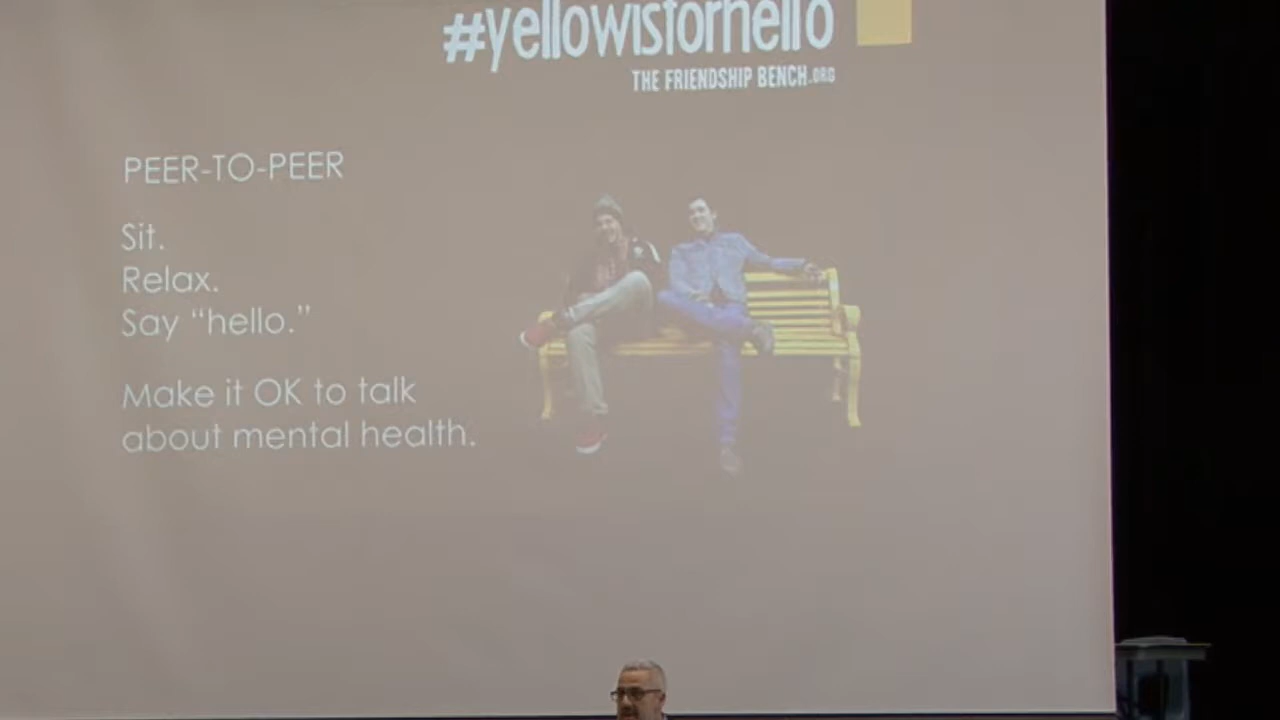 #yellowisforhello
THE FRIENDSHIP BENCH.ORG
PEER-TO-PEER
Sit.
Relax.
Say “hello.”
Make it OK to talk
about mental health.